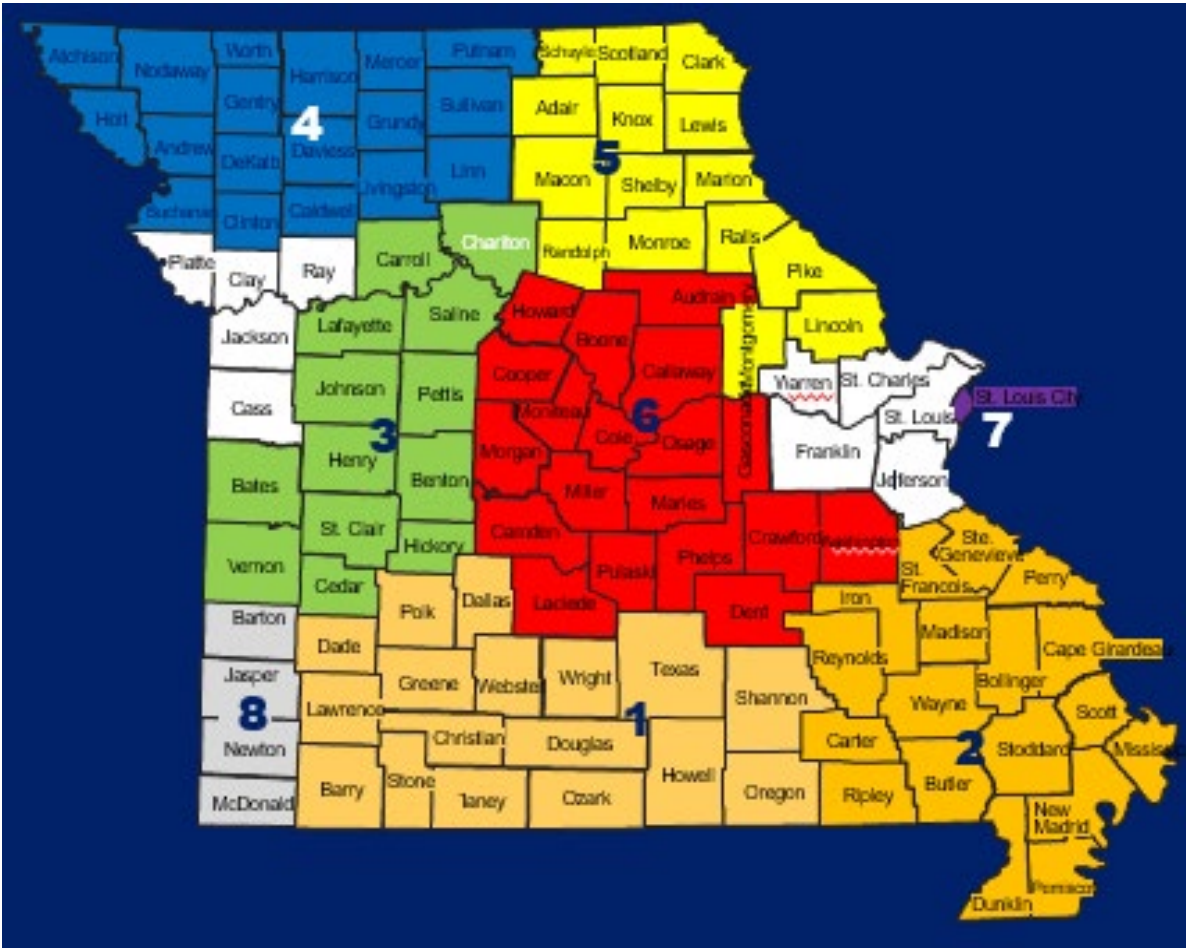 Atchison
Nodaway
Worth
Harrison
Mercer
Putnam
Schuyle
Scotland
Clark
Holt
Gentry
4
Grundy
Sullivan
Adair
Knox
Lewis
Andrew
DeKalb
Daviess
Livingston
Linn
5
Macon
Shelby
Marion
Buchanan
Clinton
Caldwell
Chariton
Randolph
Monroe
Ralls
Platte
Clay
Ray
Carroll
Pike
Howard
Audrain
Jackson
Lafayette
Saline
Boone
Montgomery
Lincoln
Cass
Johnson
Pettis
Cooper
Callaway
Warren
St. Charles
St. Louis City
Moniteau
6
Gasconade
St. Louis
7
3
Cole
Osage
Henry
Morgan
Franklin
Bates
Benton
Miller
Maries
Jefferson
St. Clair
Hickory
Camden
Crawford
Washington
Ste.
Genevieve
Vernon
Cedar
Pulaski
Phelps
St.
Francois
Perry
Barton
Polk
Dallas
Laclede
Dent
Iron
Dade
Madison
Cape Girardeau
Jasper
Greene
Webster
Wright
Texas
Reynolds
Bollinger
Shannon
8
Lawrence
1
Wayne
Scott
Newton
Christian
Douglas
Carter
2
Stoddard
Mississ
McDonald
Barry
Stone
Taney
Ozark
Howell
Oregon
Ripley
Butler
New
Madrid
Pemiscot
Dunklin